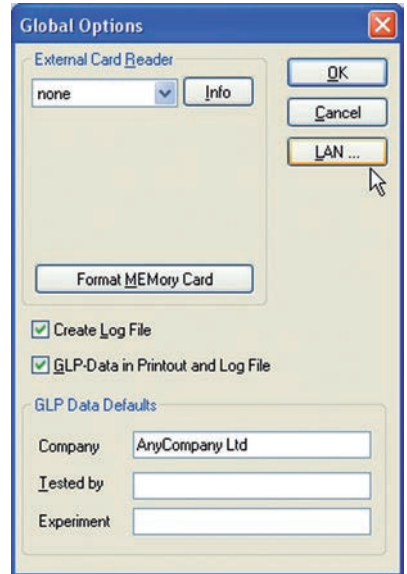 Global Options
External Card Reader
none
Info
OK
Cancel
LAN ...
Format MEMory Card
Create Log File
GLP-Data in Printout and Log File
GLP Data Defaults
Company AnyCompany Ltd
Tested by
Experiment